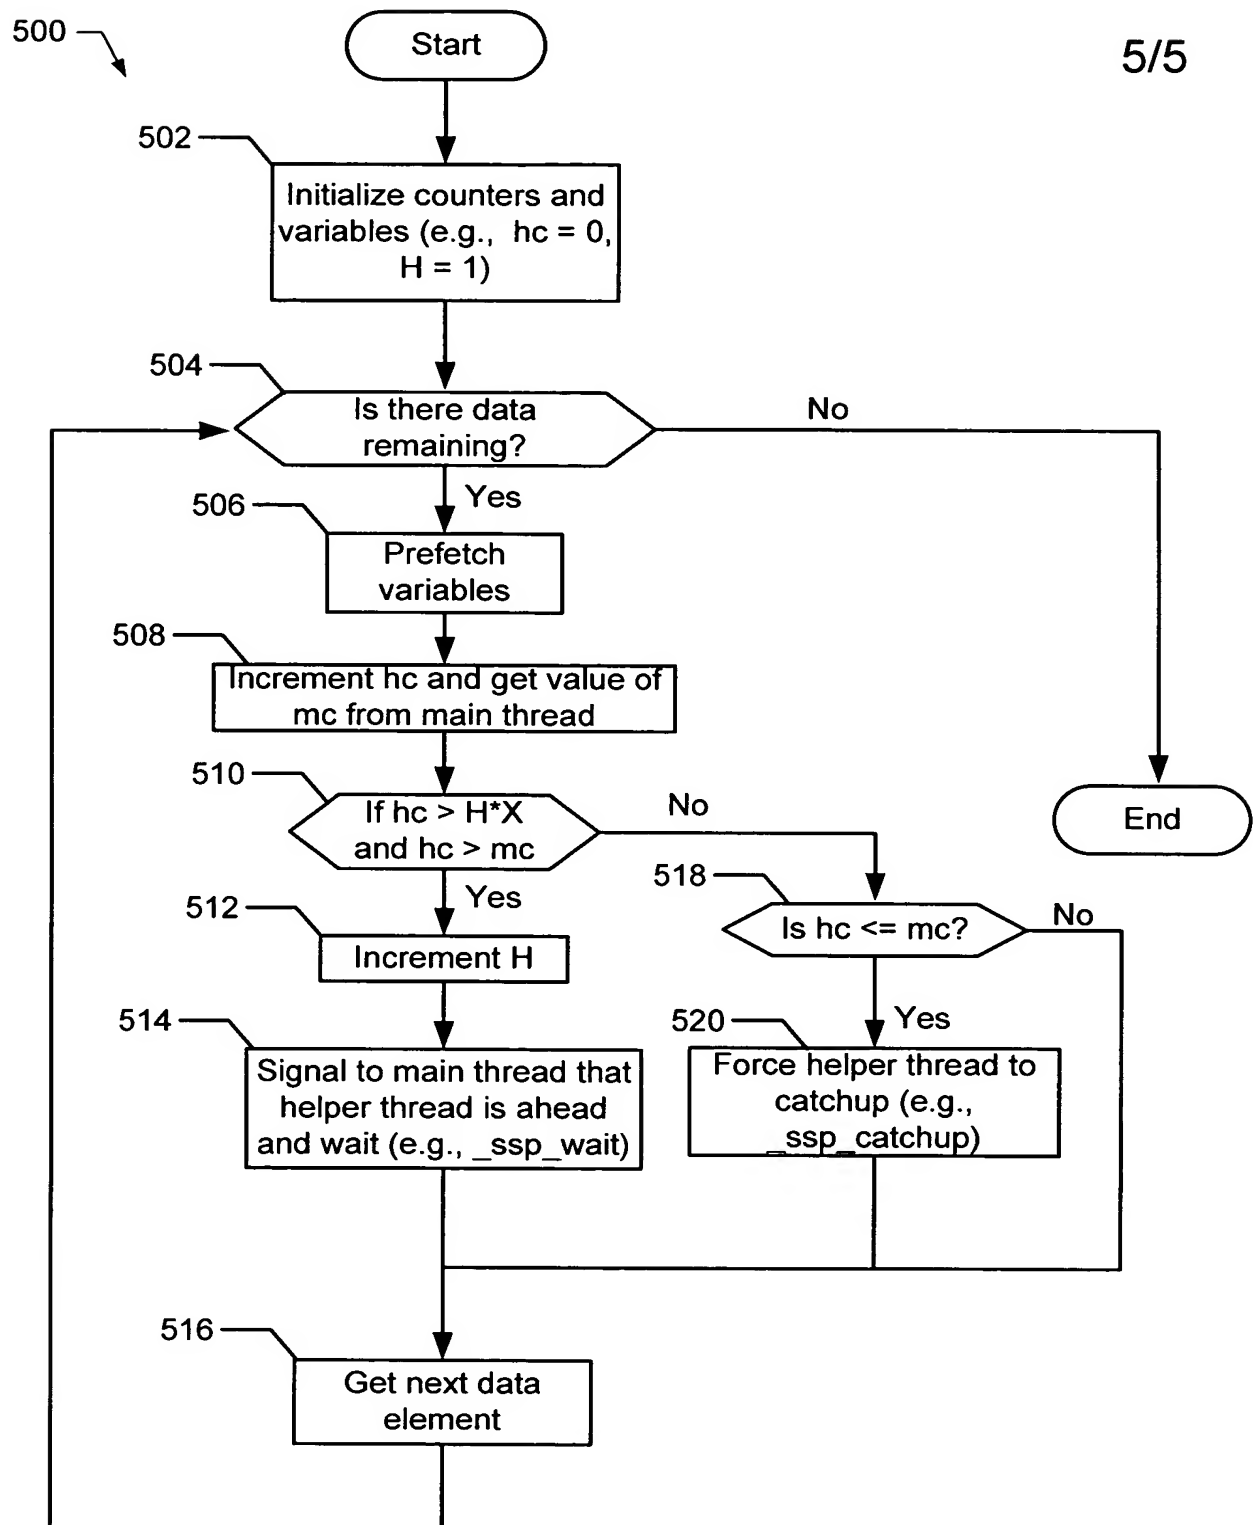 500
Start
5/5
502
Initialize counters and
variables (e.g., hc = 0,
H = 1)
504
Is there data
remaining?
No
Yes
506
Prefetch
variables
508
Increment hc and get value of
mc from main thread
510
If hc > H*X
and hc > mc
No
End
Yes
512
Increment H
518
Is hc <= mc?
No
514
Signal to main thread that
helper thread is ahead
and wait (e.g., _ssp_wait)
Yes
520
Force helper thread to
catchup (e.g.,
_ssp_catchup)
516
Get next data
element